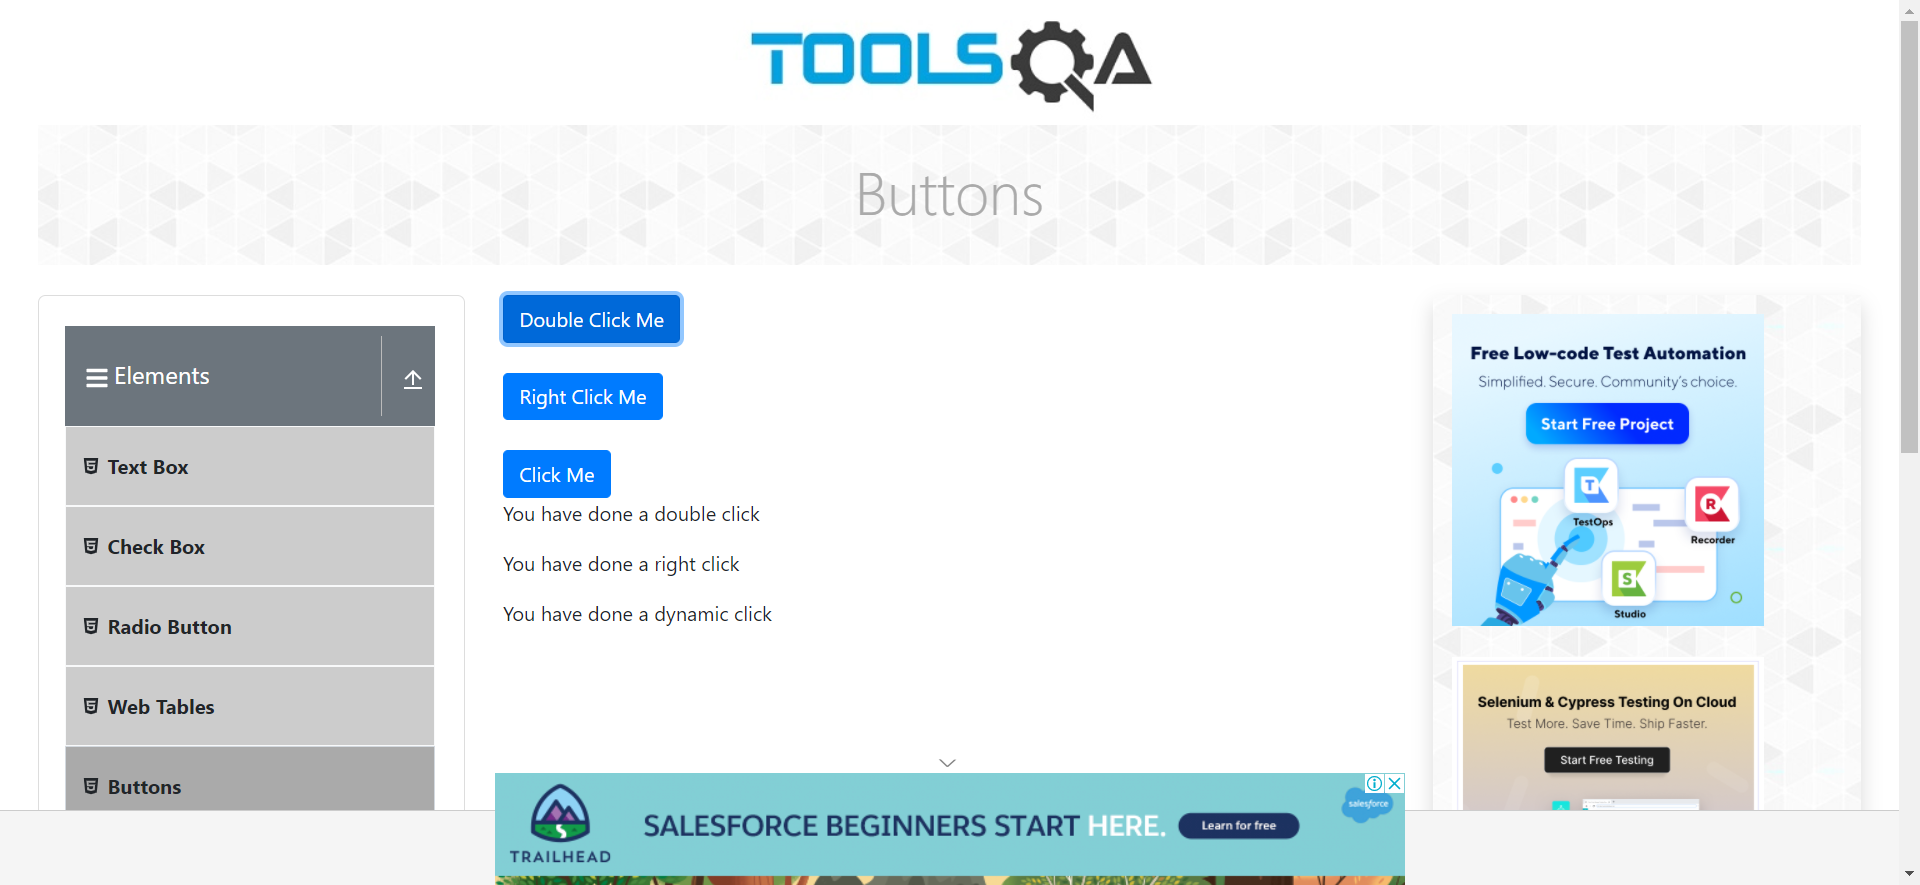 TOOLSQA
Buttons
Elements
Text Box
Check Box
Radio Button
Web Tables
Buttons
Double Click Me
Right Click Me
Click Me
You have done a double click
You have done a right click
You have done a dynamic click
Free Low-code Test Automation
Simplified. Secure. Community's choice.
Start Free Project
TestOps
Recorder
Studio
Selenium & Cypress Testing On Cloud
Test More. Save Time. Ship Faster.
Start Free Testing
TRAILHEAD
SALESFORCE BEGINNERS START HERE.
Learn for free
salesforce